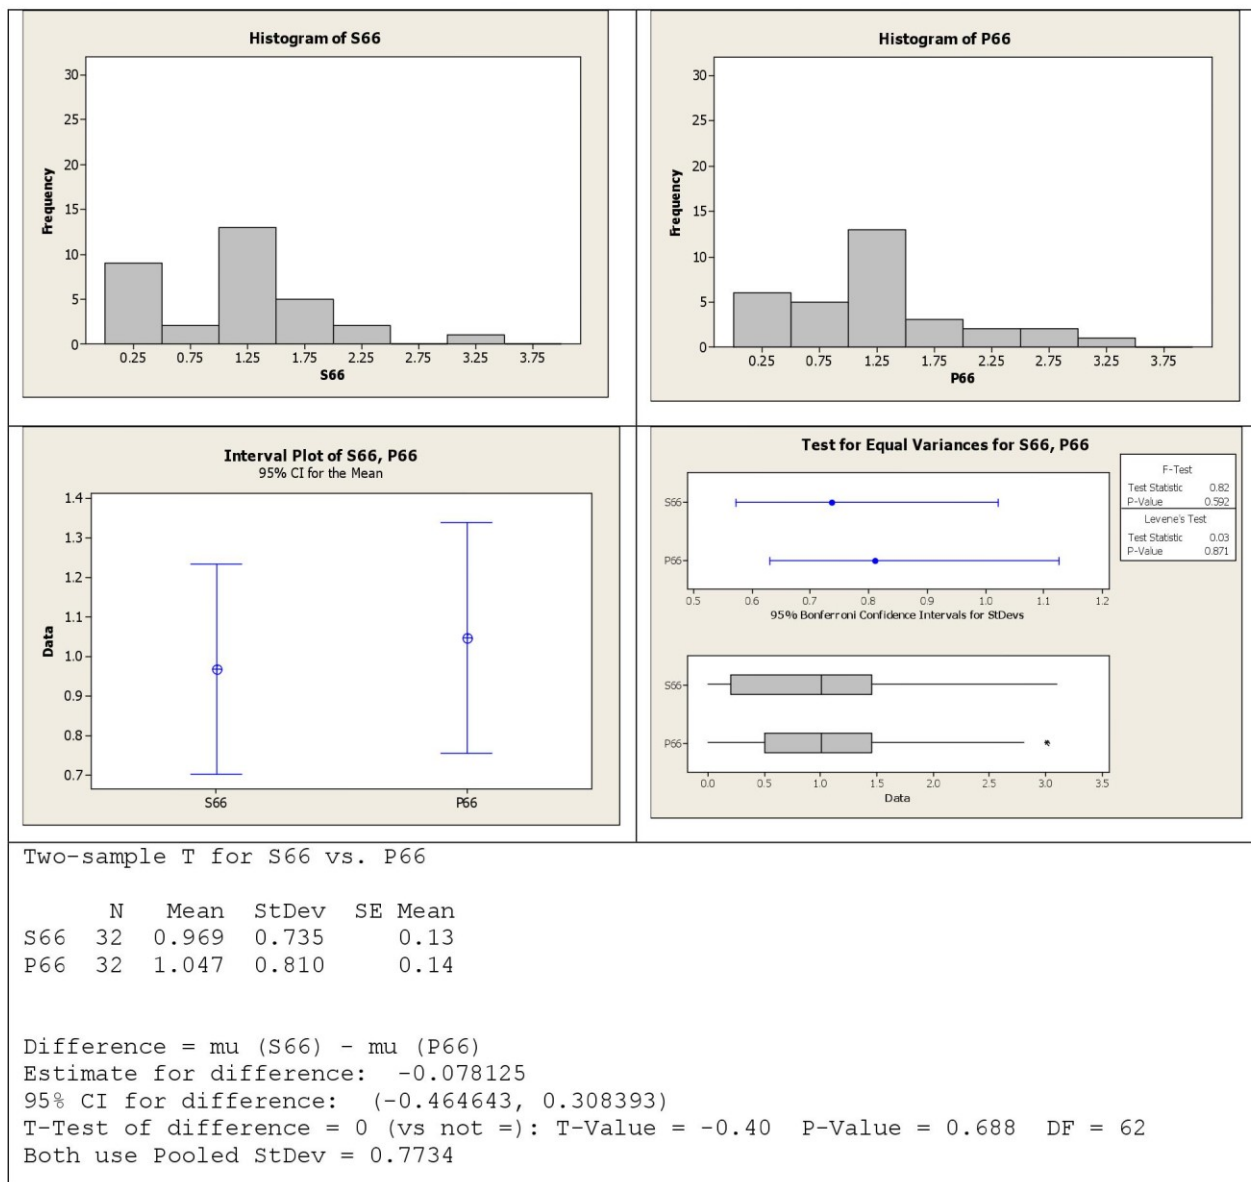 Histogram of S66
30
25
20
15
10
5
0
Frequency
0.25 0.75 1.25 1.75 2.25 2.75 3.25 3.75
S66
Histogram of P66
30
25
20
15
10
5
0
Frequency
0.25 0.75 1.25 1.75 2.25 2.75 3.25 3.75
P66
Interval Plot of S66, P66
95% CI for the Mean
1.4
1.3
1.2
1.1
1.0
0.9
0.8
0.7
Data
S66 P66
Test for Equal Variances for S66, P66
F-Test
Test Statistic 0.82
P-Value 0.592
Levene's Test
Test Statistic 0.03
P-Value 0.871
S66
P66
0.5 0.6 0.7 0.8 0.9 1.0 1.1 1.2
95% Bonferroni Confidence Intervals for StDevs
S66
P66
0.0 0.5 1.0 1.5 2.0 2.5 3.0 3.5
Data
Two-sample T for S66 vs. P66
N Mean StDev SE Mean
S66 32 0.969 0.735 0.13
P66 32 1.047 0.810 0.14
Difference = mu (S66) - mu (P66)
Estimate for difference: -0.078125
95% CI for difference: (-0.464643, 0.308393)
T-Test of difference = 0 (vs not =): T-Value = -0.40 P-Value = 0.688 DF = 62
Both use Pooled StDev = 0.7734